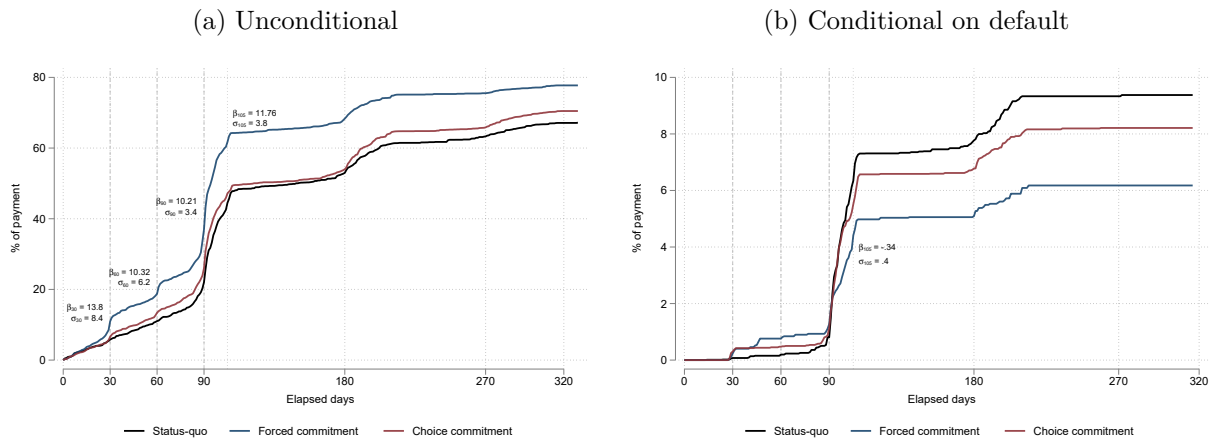 (a) Unconditional
80
60
40
20
0
% of payment
β₃₀ = 13.8
σ₃₀ = 8.4
β₆₀ = 10.32
σ₆₀ = 6.2
β₉₀ = 10.21
σ₉₀ = 3.4
β₁₀₅ = 11.76
σ₁₀₅ = 3.8
0 30 60 90 180 270 320
Elapsed days
Status-quo Forced commitment Choice commitment
(b) Conditional on default
10
8
6
4
2
0
% of payment
β₁₀₅ = -.34
σ₁₀₅ = .4
0 30 60 90 180 270 320
Elapsed days
Status-quo Forced commitment Choice commitment